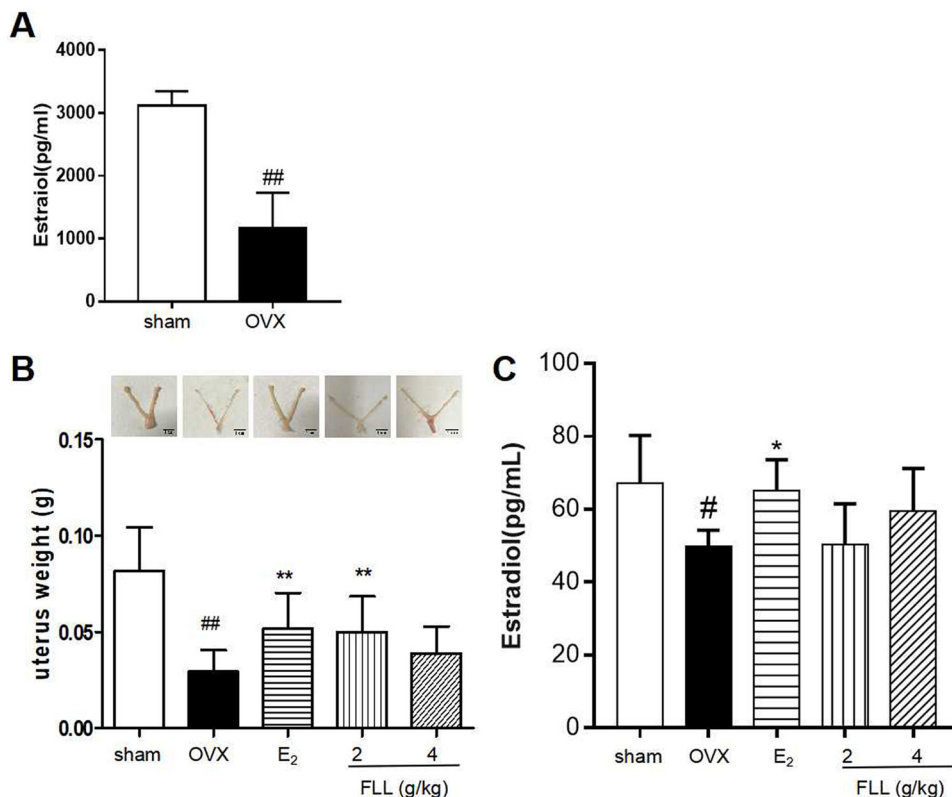 A
Estraiol(pg/ml)
4000
3000
2000
1000
0
##
sham OVX
B
uterus weight (g)
0.15
0.10
0.05
0.00
##
**
**
sham OVX E₂ 2 4
FLL (g/kg)
C
Estradiol(pg/mL)
100
80
60
40
20
0
#
*
sham OVX E₂ 2 4
FLL (g/kg)